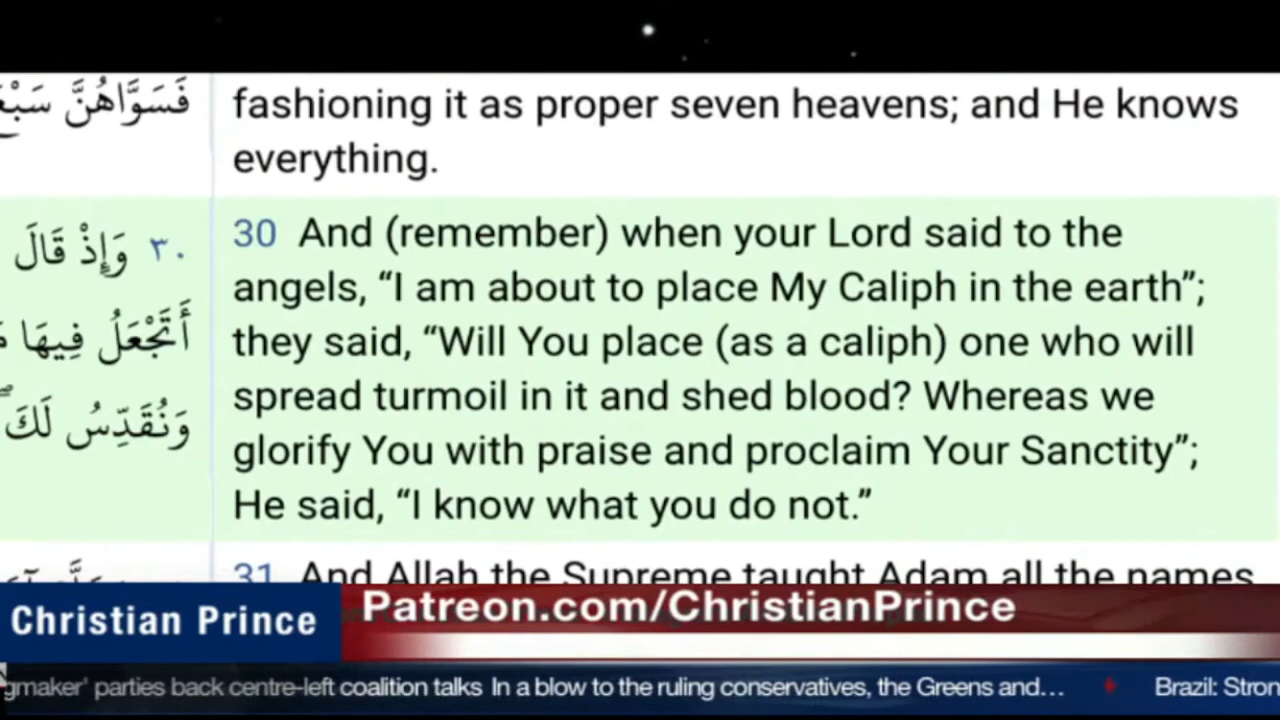 فَسَوَّاهُنَّ
fashioning it as proper seven heavens; and He knows
everything.
٣٠ وَإِذْ قَالَ
أَتَجْعَلُ فِيهَا
وَنُقَدِّسُ لَكَ
30 And (remember) when your Lord said to the
angels, “I am about to place My Caliph in the earth”;
they said, “Will You place (as a caliph) one who will
spread turmoil in it and shed blood? Whereas we
glorify You with praise and proclaim Your Sanctity”;
He said, “I know what you do not.”
31 And Allah the Supreme taught Adam all the names
Christian Prince
Patreon.com/ChristianPrince
gmaker' parties back centre-left coalition talks In a blow to the ruling conservatives, the Greens and... Brazil: Stron